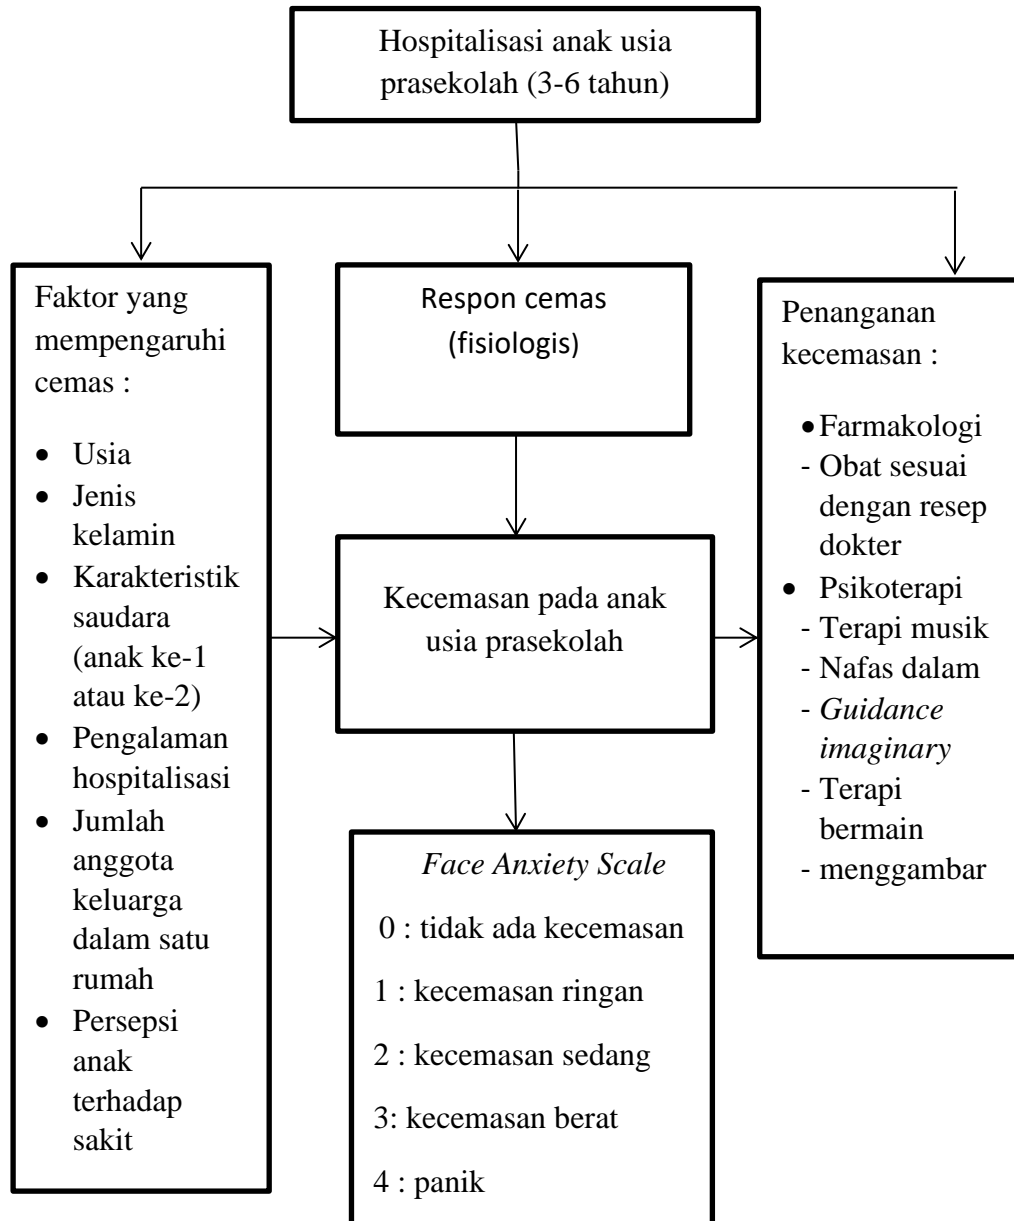 Hospitalisasi anak usia
prasekolah (3-6 tahun)
Faktor yang
mempengaruhi
cemas :
• Usia
• Jenis
kelamin
• Karakteristik
saudara
(anak ke-1
atau ke-2)
• Pengalaman
hospitalisasi
• Jumlah
anggota
keluarga
dalam satu
rumah
• Persepsi
anak
terhadap
sakit
Respon cemas
(fisiologis)
Kecemasan pada anak
usia prasekolah
Face Anxiety Scale
0 : tidak ada kecemasan
1 : kecemasan ringan
2 : kecemasan sedang
3: kecemasan berat
4 : panik
Penanganan
kecemasan :
• Farmakologi
- Obat sesuai
dengan resep
dokter
• Psikoterapi
- Terapi musik
- Nafas dalam
- Guidance
imaginary
- Terapi
bermain
- menggambar